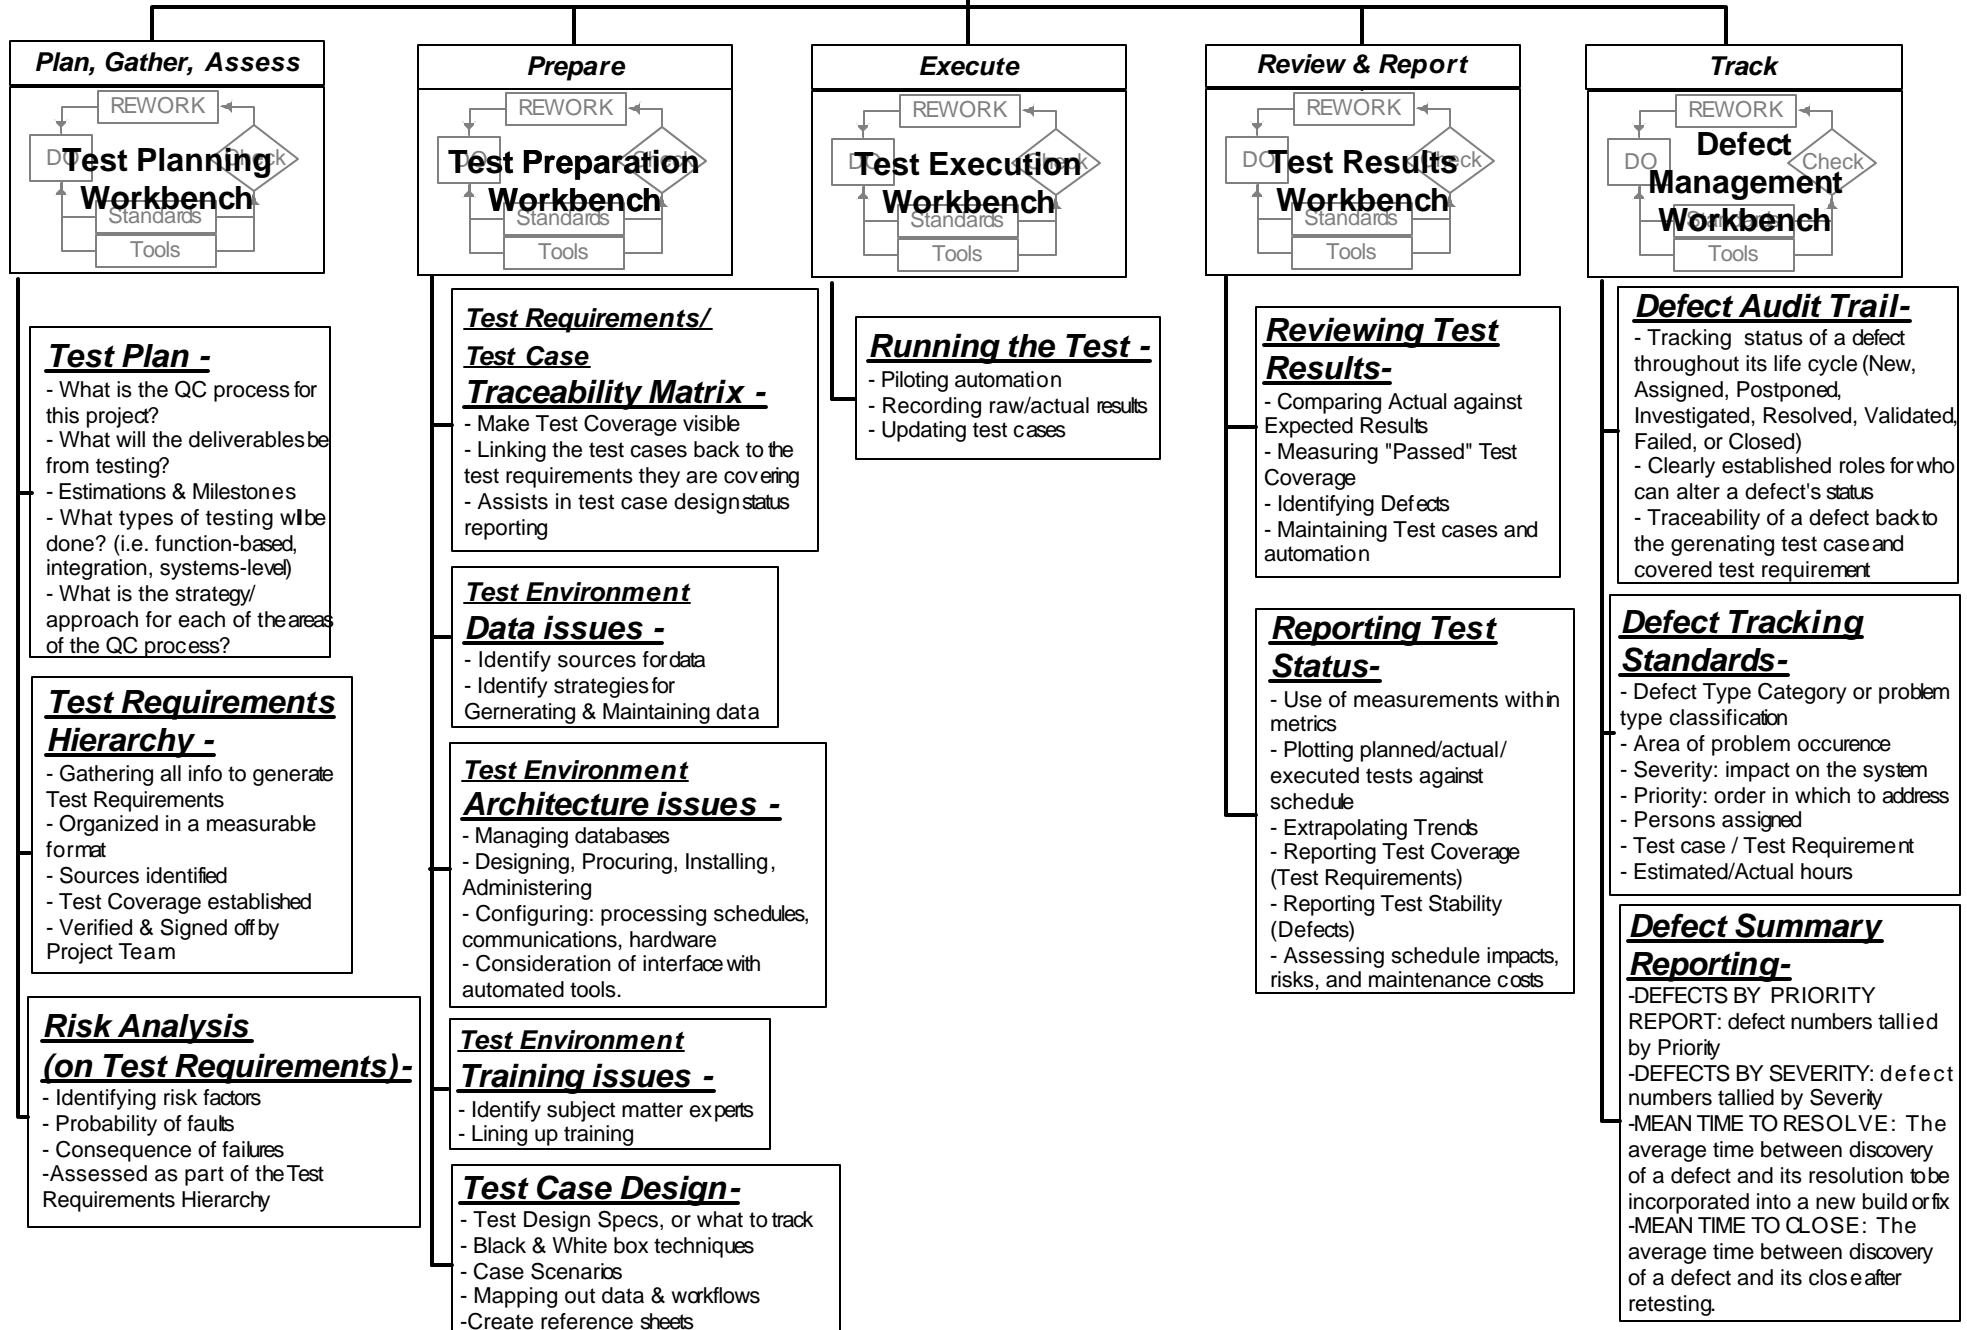 Plan, Gather, Assess
REWORK
DO
Check
Test Planning
Workbench
Standards
Tools
Test Plan -
- What is the QC process for
this project?
- What will the deliverables be
from testing?
- Estimations & Milestones
- What types of testing will be
done? (i.e. function-based,
integration, systems-level)
- What is the strategy/
approach for each of the areas
of the QC process?
Test Requirements
Hierarchy -
- Gathering all info to generate
Test Requirements
- Organized in a measurable
format
- Sources identified
- Test Coverage established
- Verified & Signed off by
Project Team
Risk Analysis
(on Test Requirements)-
- Identifying risk factors
- Probability of faults
- Consequence of failures
-Assessed as part of the Test
Requirements Hierarchy
Prepare
REWORK
DO
Check
Test Preparation
Workbench
Standards
Tools
Test Requirements/
Test Case
Traceability Matrix -
- Make Test Coverage visible
- Linking the test cases back to the
test requirements they are covering
- Assists in test case design status
reporting
Test Environment
Data issues -
- Identify sources for data
- Identify strategies for
Gernerating & Maintaining data
Test Environment
Architecture issues -
- Managing databases
- Designing, Procuring, Installing,
Administering
- Configuring: processing schedules,
communications, hardware
- Consideration of interface with
automated tools.
Test Environment
Training issues -
- Identify subject matter experts
- Lining up training
Test Case Design-
- Test Design Specs, or what to track
- Black & White box techniques
- Case Scenarios
- Mapping out data & workflows
-Create reference sheets
Execute
REWORK
DO
Check
Test Execution
Workbench
Standards
Tools
Running the Test -
- Piloting automation
- Recording raw/actual results
- Updating test cases
Review & Report
REWORK
DO
Check
Test Results
Workbench
Standards
Tools
Reviewing Test
Results-
- Comparing Actual against
Expected Results
- Measuring "Passed" Test
Coverage
- Identifying Defects
- Maintaining Test cases and
automation
Reporting Test
Status-
- Use of measurements within
metrics
- Plotting planned/actual/
executed tests against
schedule
- Extrapolating Trends
- Reporting Test Coverage
(Test Requirements)
- Reporting Test Stability
(Defects)
- Assessing schedule impacts,
risks, and maintenance costs
Track
REWORK
DO
Check
Defect
Management
Workbench
Standards
Tools
Defect Audit Trail-
- Tracking status of a defect
throughout its life cycle (New,
Assigned, Postponed,
Investigated, Resolved, Validated,
Failed, or Closed)
- Clearly established roles for who
can alter a defect's status
- Traceability of a defect back to
the gerenating test case and
covered test requirement
Defect Tracking
Standards-
- Defect Type Category or problem
type classification
- Area of problem occurence
- Severity: impact on the system
- Priority: order in which to address
- Persons assigned
- Test case / Test Requirement
- Estimated/Actual hours
Defect Summary
Reporting-
-DEFECTS BY PRIORITY
REPORT: defect numbers tallied
by Priority
-DEFECTS BY SEVERITY: defect
numbers tallied by Severity
-MEAN TIME TO RESOLVE: The
average time between discovery
of a defect and its resolution to be
incorporated into a new build or fix
-MEAN TIME TO CLOSE: The
average time between discovery
of a defect and its close after
retesting.